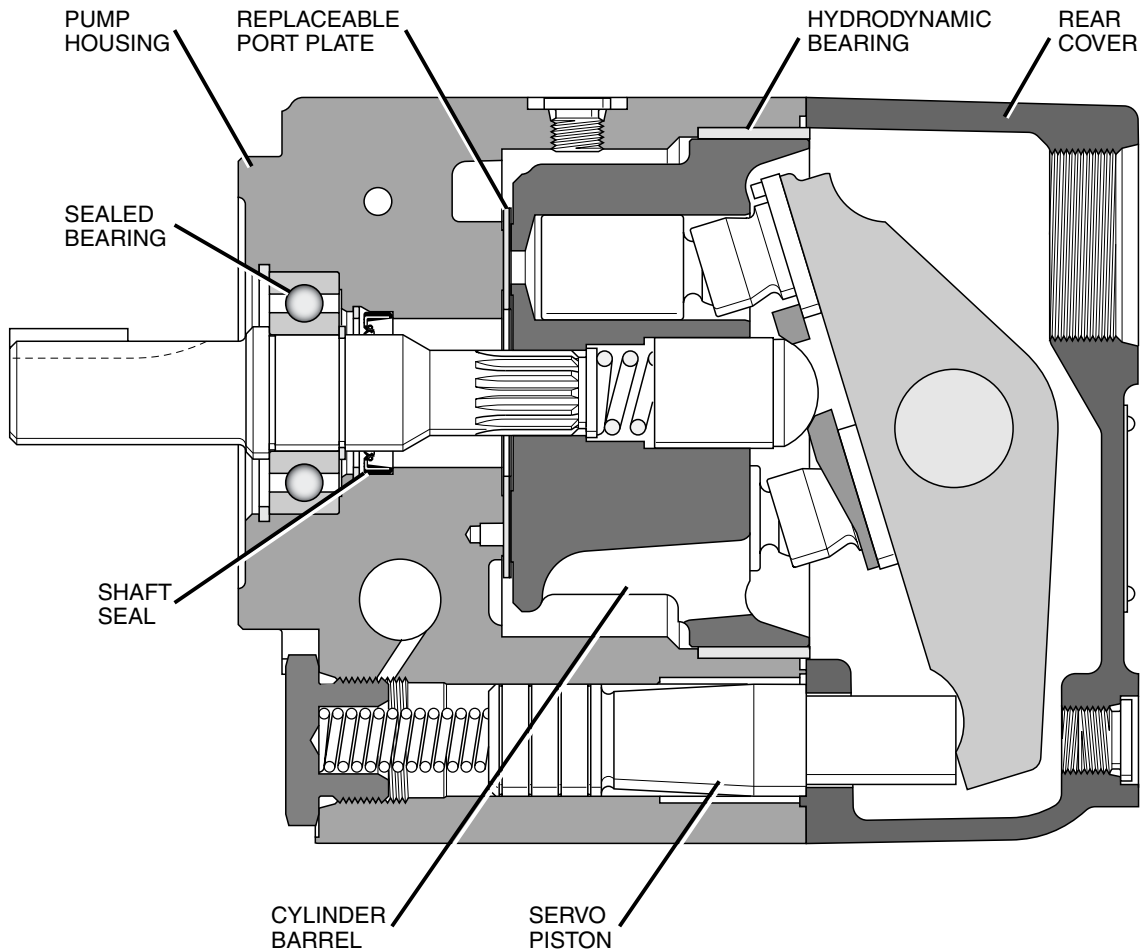 PUMP
HOUSING
REPLACEABLE
PORT PLATE
HYDRODYNAMIC
BEARING
REAR
COVER
SEALED
BEARING
SHAFT
SEAL
CYLINDER
BARREL
SERVO
PISTON